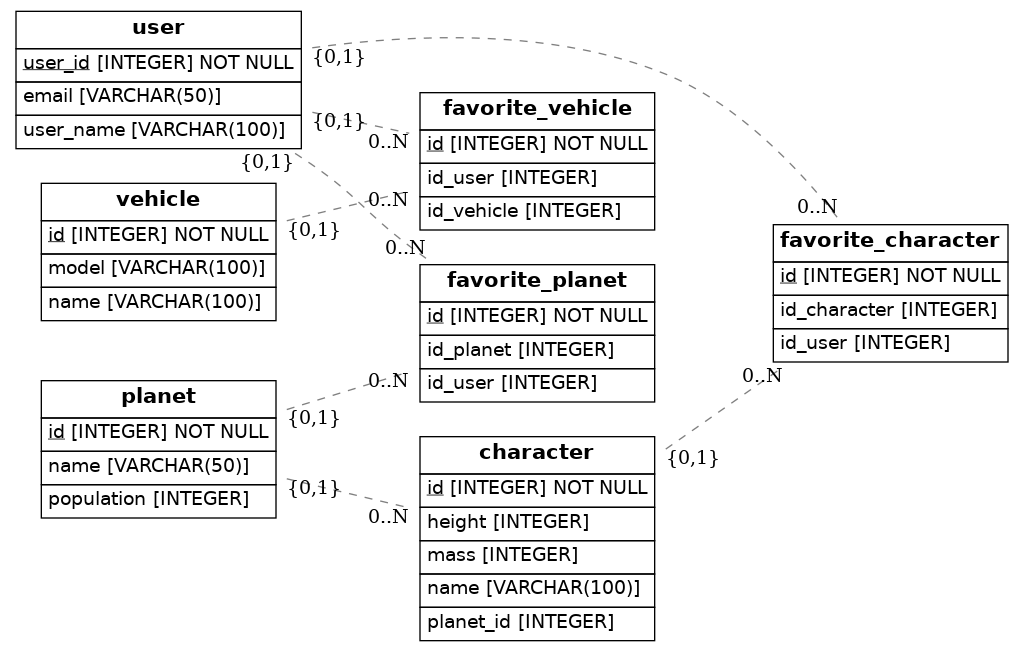 user
user_id [INTEGER] NOT NULL
email [VARCHAR(50)]
user_name [VARCHAR(100)]
{0,1}
{0,1}
{0,1}
favorite_vehicle
id [INTEGER] NOT NULL
id_user [INTEGER]
id_vehicle [INTEGER]
0..N
0..N
vehicle
id [INTEGER] NOT NULL
model [VARCHAR(100)]
name [VARCHAR(100)]
{0,1}
0..N
favorite_planet
id [INTEGER] NOT NULL
id_planet [INTEGER]
id_user [INTEGER]
0..N
0..N
favorite_character
id [INTEGER] NOT NULL
id_character [INTEGER]
id_user [INTEGER]
0..N
planet
id [INTEGER] NOT NULL
name [VARCHAR(50)]
population [INTEGER]
{0,1}
{0,1}
0..N
character
id [INTEGER] NOT NULL
height [INTEGER]
mass [INTEGER]
name [VARCHAR(100)]
planet_id [INTEGER]
{0,1}